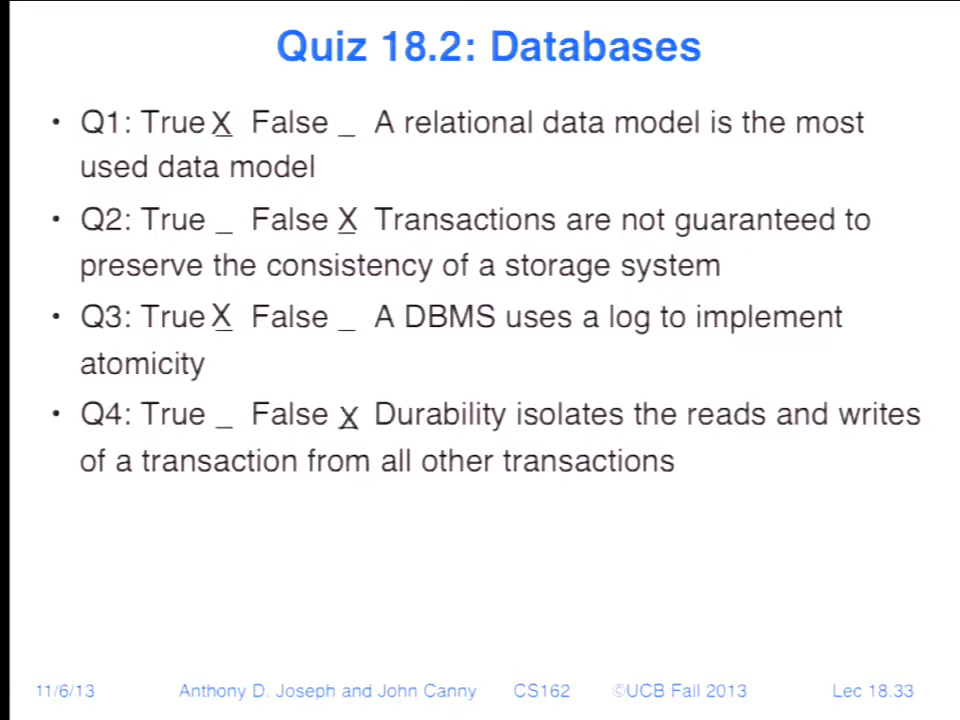 Quiz 18.2: Databases
• Q1: True X False _ A relational data model is the most
used data model
• Q2: True _ False X Transactions are not guaranteed to
preserve the consistency of a storage system
• Q3: True X False _ A DBMS uses a log to implement
atomicity
• Q4: True _ False X Durability isolates the reads and writes
of a transaction from all other transactions
11/6/13 Anthony D. Joseph and John Canny CS162 ©UCB Fall 2013 Lec 18.33